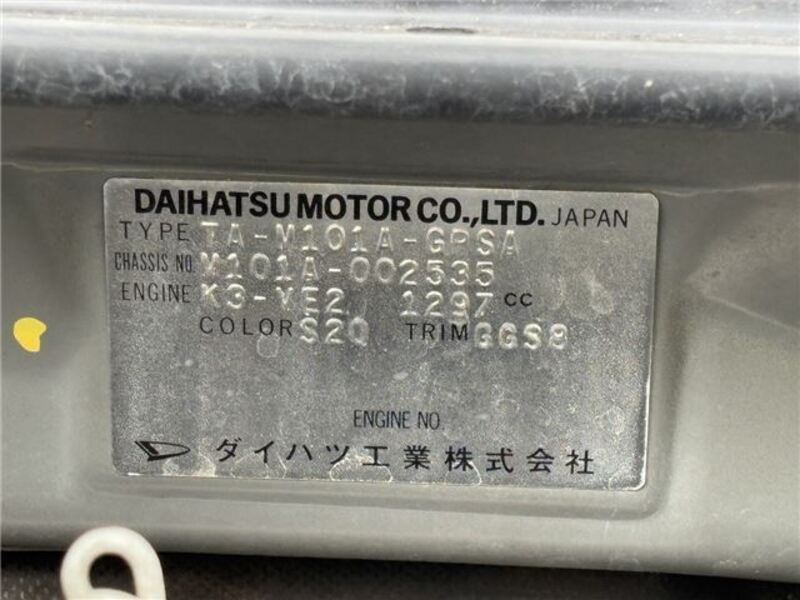 DAIHATSU MOTOR CO.,LTD. JAPAN
TYPE TA-M101A-GPSA
CHASSIS NO. M101A-002535
ENGINE K3-VE2 1297 CC
COLOR S20 TRIM GGS8
ENGINE NO.
ダイハツ工業株式会社